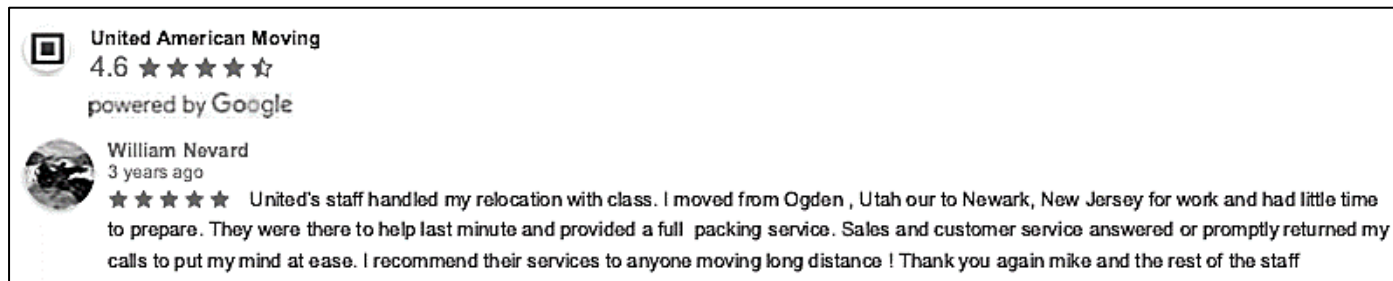 United American Moving
4.6
powered by Google
William Nevard
3 years ago
United's staff handled my relocation with class. I moved from Ogden , Utah our to Newark, New Jersey for work and had little time
to prepare. They were there to help last minute and provided a full packing service. Sales and customer service answered or promptly returned my
calls to put my mind at ease. I recommend their services to anyone moving long distance ! Thank you again mike and the rest of the staff